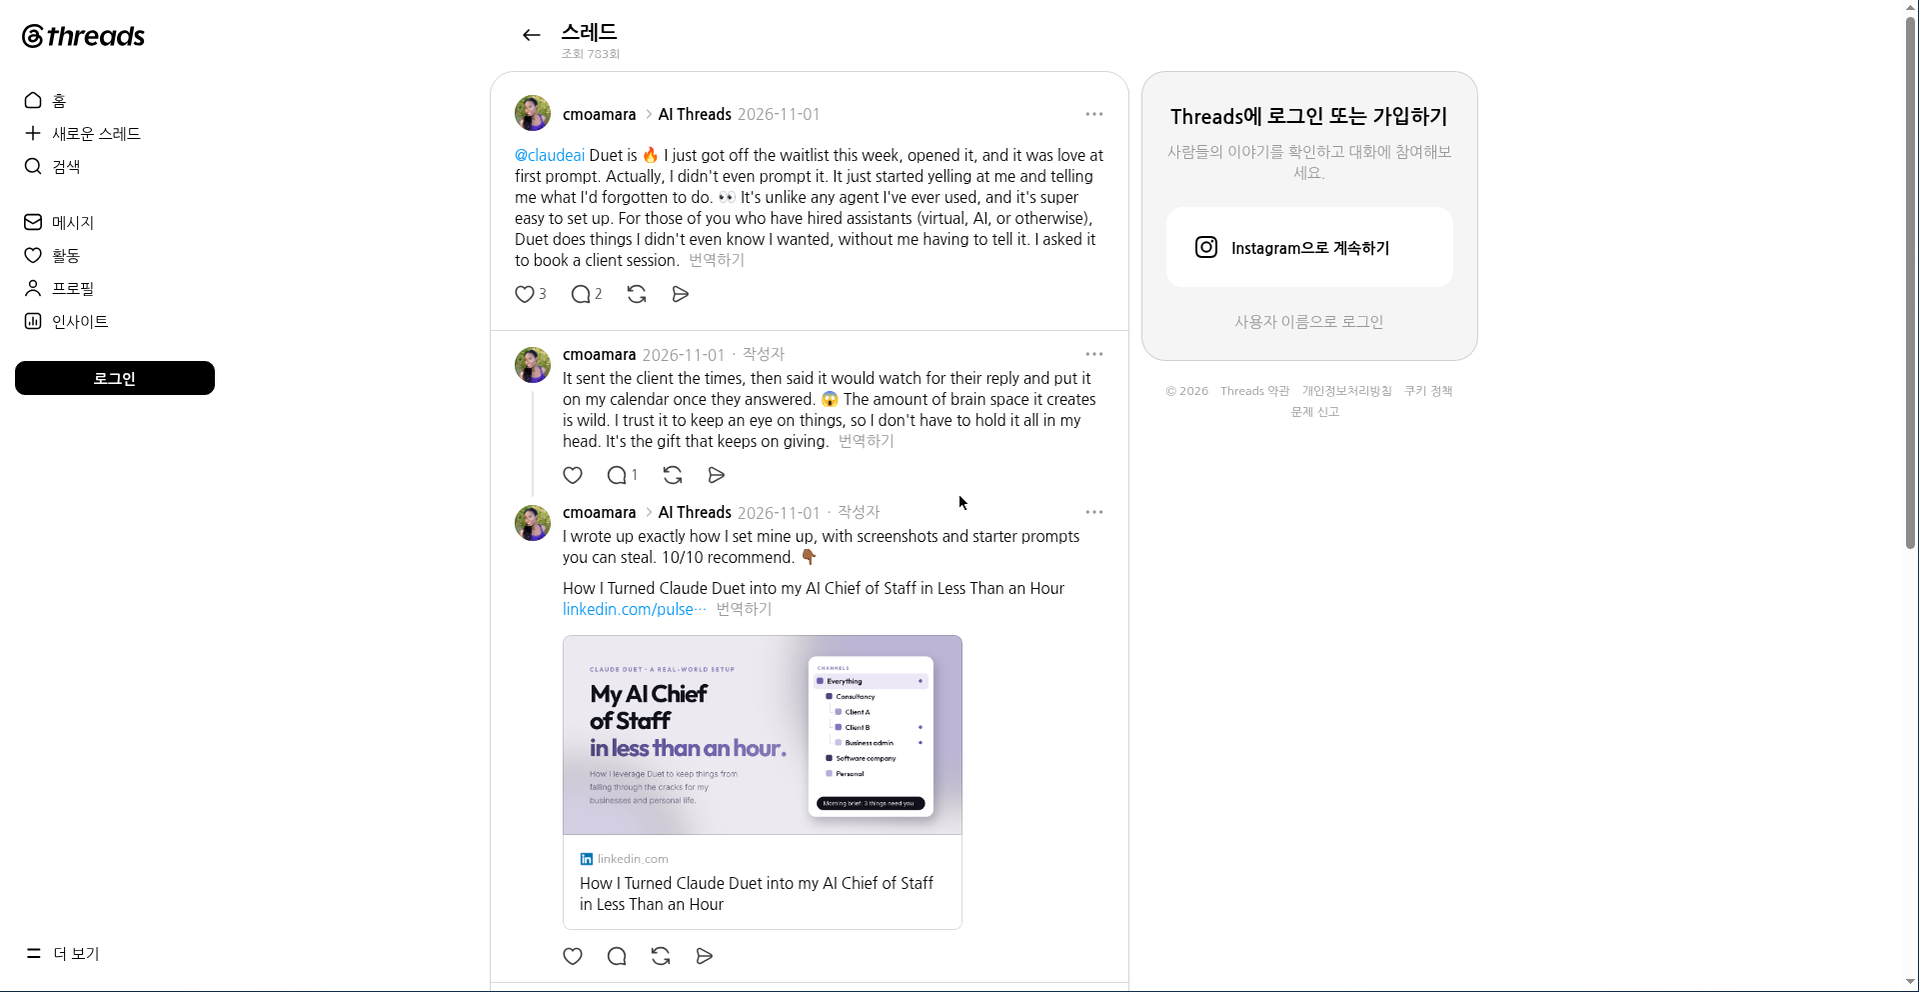 threads
홈
새로운 스레드
검색
메시지
활동
프로필
인사이트
로그인
더 보기
스레드
조회 783회
cmoamara > AI Threads 2026-11-01
@claudeai Duet is 🔥 I just got off the waitlist this week, opened it, and it was love at
first prompt. Actually, I didn't even prompt it. It just started yelling at me and telling
me what I'd forgotten to do. 👀 It's unlike any agent I've ever used, and it's super
easy to set up. For those of you who have hired assistants (virtual, AI, or otherwise),
Duet does things I didn't even know I wanted, without me having to tell it. I asked it
to book a client session. 번역하기
3 2
cmoamara 2026-11-01 · 작성자
It sent the client the times, then said it would watch for their reply and put it
on my calendar once they answered. 😱 The amount of brain space it creates
is wild. I trust it to keep an eye on things, so I don't have to hold it all in my
head. It's the gift that keeps on giving. 번역하기
1
cmoamara > AI Threads 2026-11-01 · 작성자
I wrote up exactly how I set mine up, with screenshots and starter prompts
you can steal. 10/10 recommend. 👇🏾
How I Turned Claude Duet into my AI Chief of Staff in Less Than an Hour
linkedin.com/pulse… 번역하기
CLAUDE DUET · A REAL-WORLD SETUP
My AI Chief
of Staff
in less than an hour.
How I leverage Duet to keep things from
falling through the cracks for my
businesses and personal life.
CHANNELS
Everything
Consultancy
Client A
Client B
Business admin
Software company
Personal
Morning brief: 3 things need you
linkedin.com
How I Turned Claude Duet into my AI Chief of Staff
in Less Than an Hour
Threads에 로그인 또는 가입하기
사람들의 이야기를 확인하고 대화에 참여해보
세요.
Instagram으로 계속하기
사용자 이름으로 로그인
© 2026 Threads 약관 개인정보처리방침 쿠키 정책
문제 신고